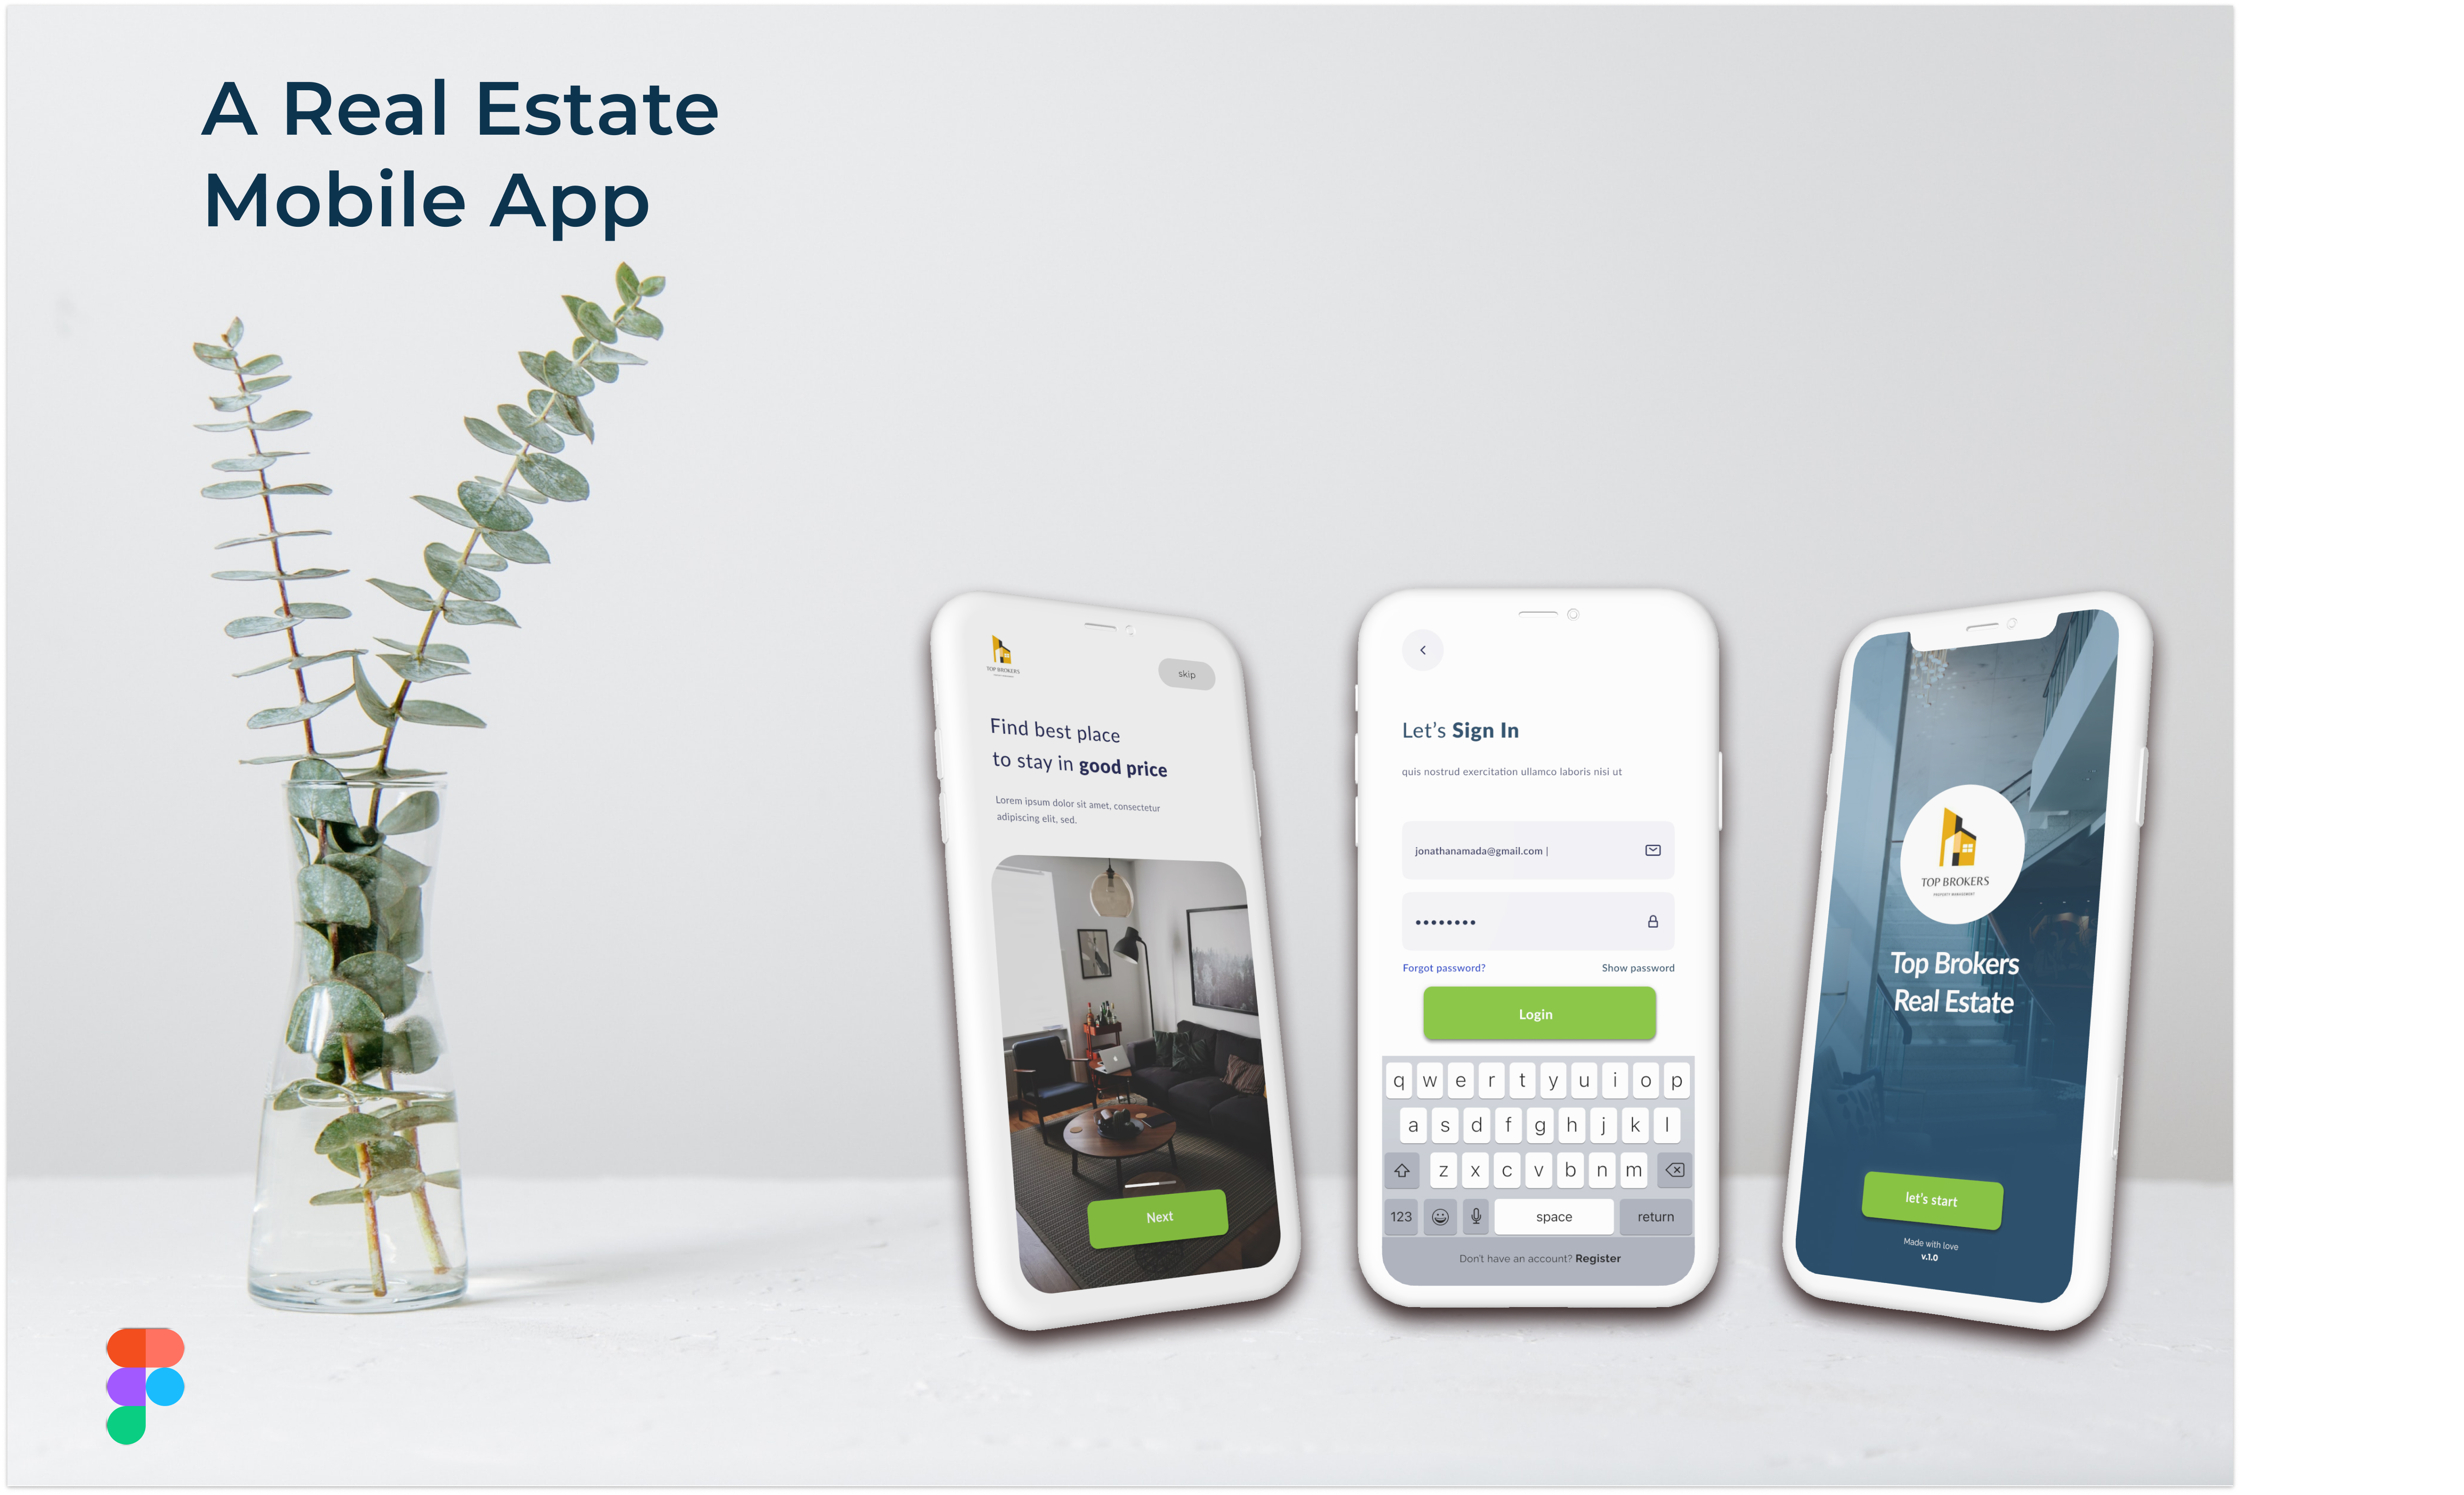 A Real Estate
Mobile App
TOP BROKERS
skip
Find best place
to stay in good price
Lorem ipsum dolor sit amet, consectetur
adipiscing elit, sed.
Next
Let's Sign In
quis nostrud exercitation ullamco laboris nisi ut
jonathanamada@gmail.com |
Forgot password?
Show password
Login
q w e r t y u i o p
a s d f g h j k l
z x c v b n m
123 space return
Don't have an account? Register
TOP BROKERS
PROPERTY MANAGEMENT
Top Brokers
Real Estate
let's start
Made with love
v.1.0